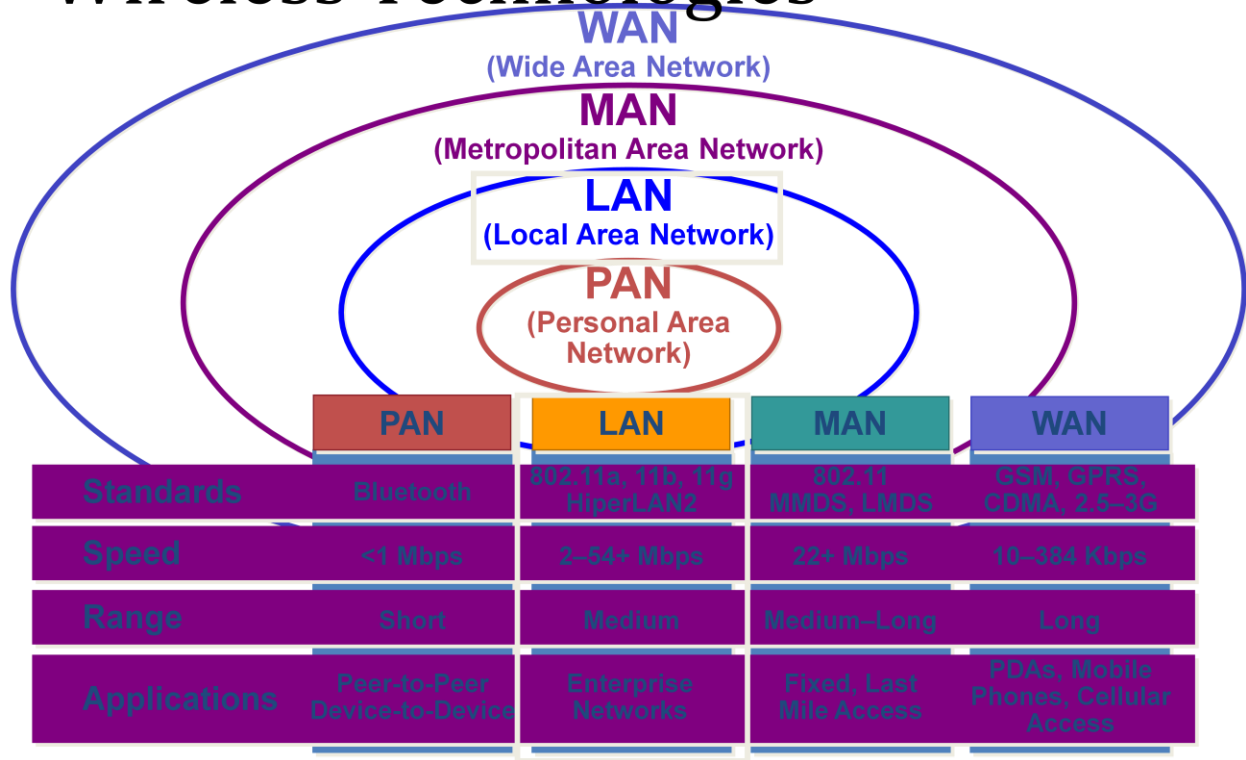 Wireless Technologies
WAN
(Wide Area Network)
MAN
(Metropolitan Area Network)
LAN
(Local Area Network)
PAN
(Personal Area
Network)
PAN LAN MAN WAN
Standards Bluetooth 802.11a, 11b, 11g 802.11 GSM, GPRS,
HiperLAN2 MMDS, LMDS CDMA, 2.5–3G
Speed <1 Mbps 2–54+ Mbps 22+ Mbps 10–384 Kbps
Range Short Medium Medium–Long Long
Applications Peer-to-Peer Enterprise Fixed, Last PDAs, Mobile
Device-to-Device Networks Mile Access Phones, Cellular
Access